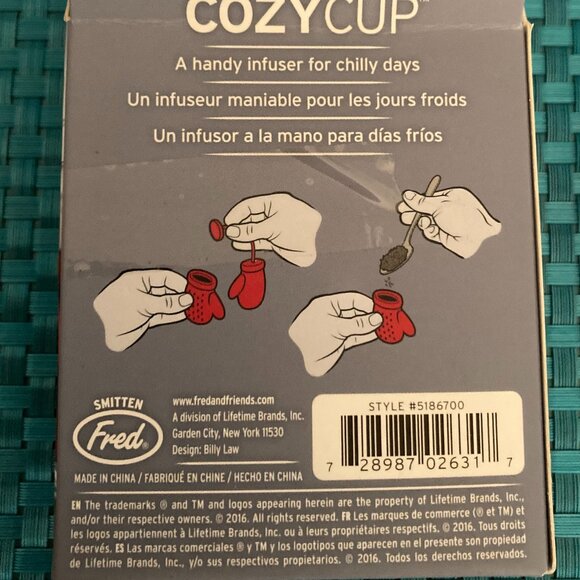 COZYCUP™
A handy infuser for chilly days
Un infuseur maniable pour les jours froids
Un infusor a la mano para días fríos
SMITTEN
Fred
www.fredandfriends.com
A division of Lifetime Brands, Inc.
Garden City, New York 11530
Design: Billy Law
MADE IN CHINA / FABRIQUÉ EN CHINE / HECHO EN CHINA
STYLE #5186700
7 28987 02631 7
EN The trademarks ® and TM and logos appearing herein are the property of Lifetime Brands, Inc.,
and/or their respective owners. © 2016. All rights reserved. FR Les marques de commerce (® et TM) et
les logos appartiennent à Lifetime Brands, Inc. ou à leurs propriétaires respectifs. © 2016. Tous droits
réservés. ES Las marcas comerciales ® y TM y los logotipos que aparecen en el presente son propiedad
de Lifetime Brands, Inc. y/o sus respectivos propietarios. © 2016. Todos los derechos reservados.